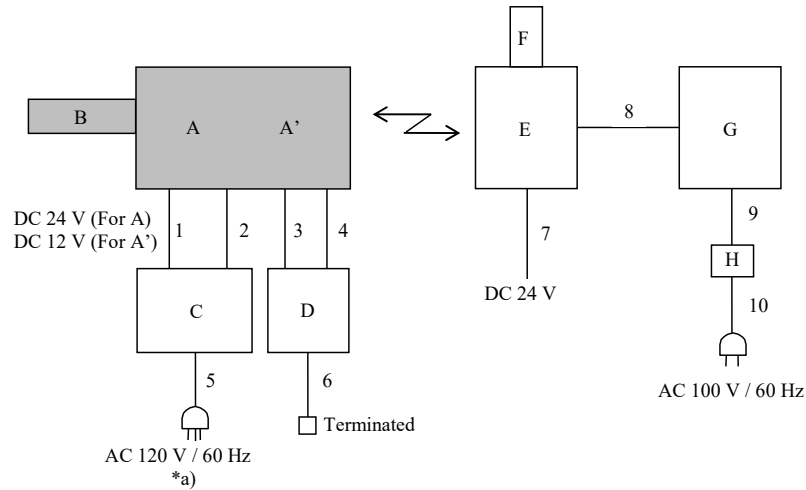 F
B
A
A’
E
8
G
DC 24 V (For A)
DC 12 V (For A’)
1
2
3
4
7
9
H
C
D
DC 24 V
10
5
6
AC 100 V / 60 Hz
Terminated
AC 120 V / 60 Hz
*a)